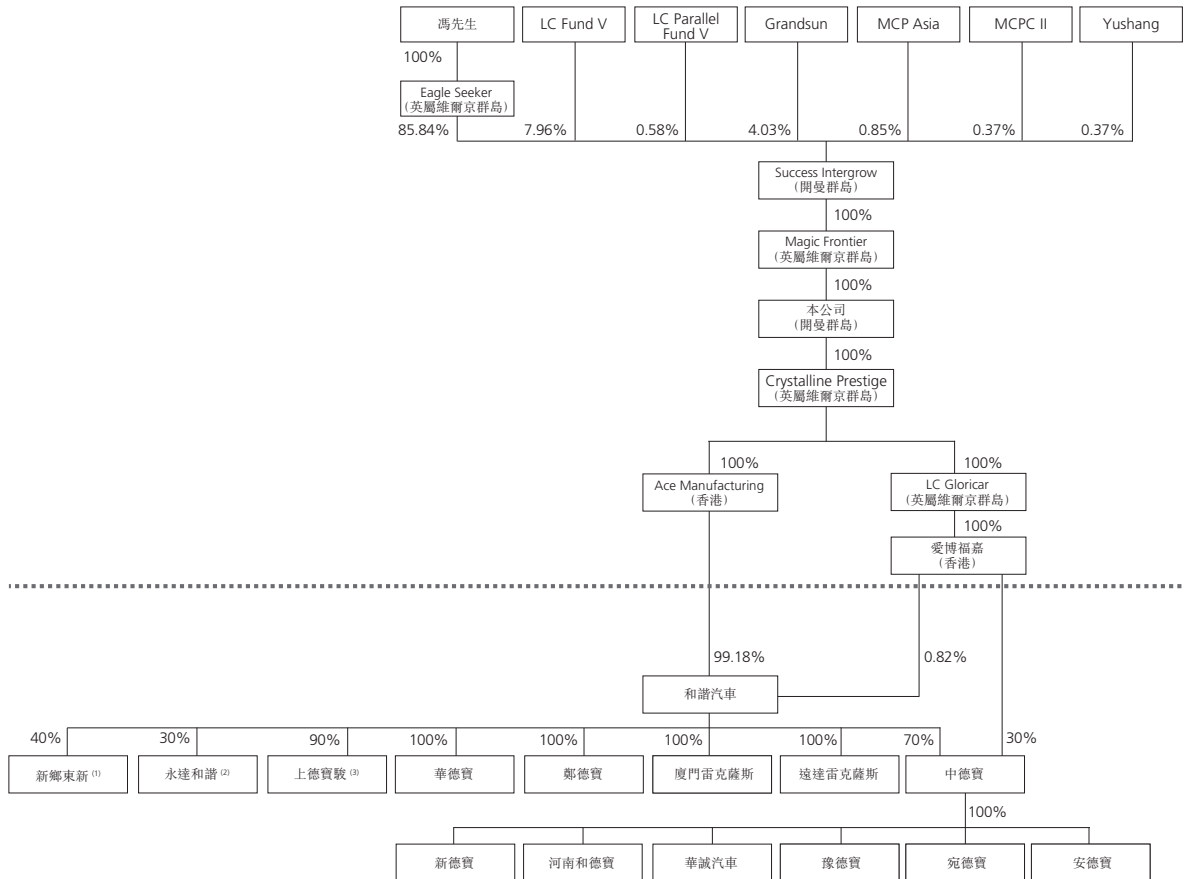 馮先生
LC Fund V
LC Parallel
Fund V
Grandsun
MCP Asia
MCPC II
Yushang
100%
Eagle Seeker
(英屬維爾京群島)
85.84%
7.96%
0.58%
4.03%
0.85%
0.37%
0.37%
Success Intergrow
(開曼群島)
100%
Magic Frontier
(英屬維爾京群島)
100%
本公司
(開曼群島)
100%
Crystalline Prestige
(英屬維爾京群島)
100%
100%
Ace Manufacturing
(香港)
LC Gloricar
(英屬維爾京群島)
100%
愛博福嘉
(香港)
99.18%
0.82%
和諧汽車
40%
30%
90%
100%
100%
100%
100%
70%
30%
新鄉東新 (1)
永達和諧 (2)
上德寶駿 (3)
華德寶
鄭德寶
廈門雷克薩斯
遠達雷克薩斯
中德寶
100%
新德寶
河南和德寶
華誠汽車
豫德寶
宛德寶
安德寶